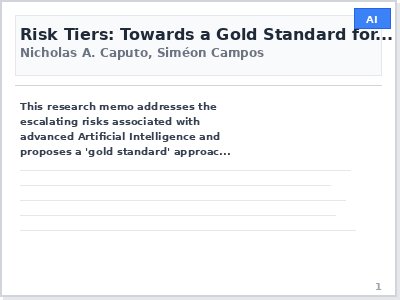 AI
Risk Tiers: Towards a Gold Standard for...
Nicholas A. Caputo, Siméon Campos
This research memo addresses the
escalating risks associated with
advanced Artificial Intelligence and
proposes a 'gold standard' approac...
1